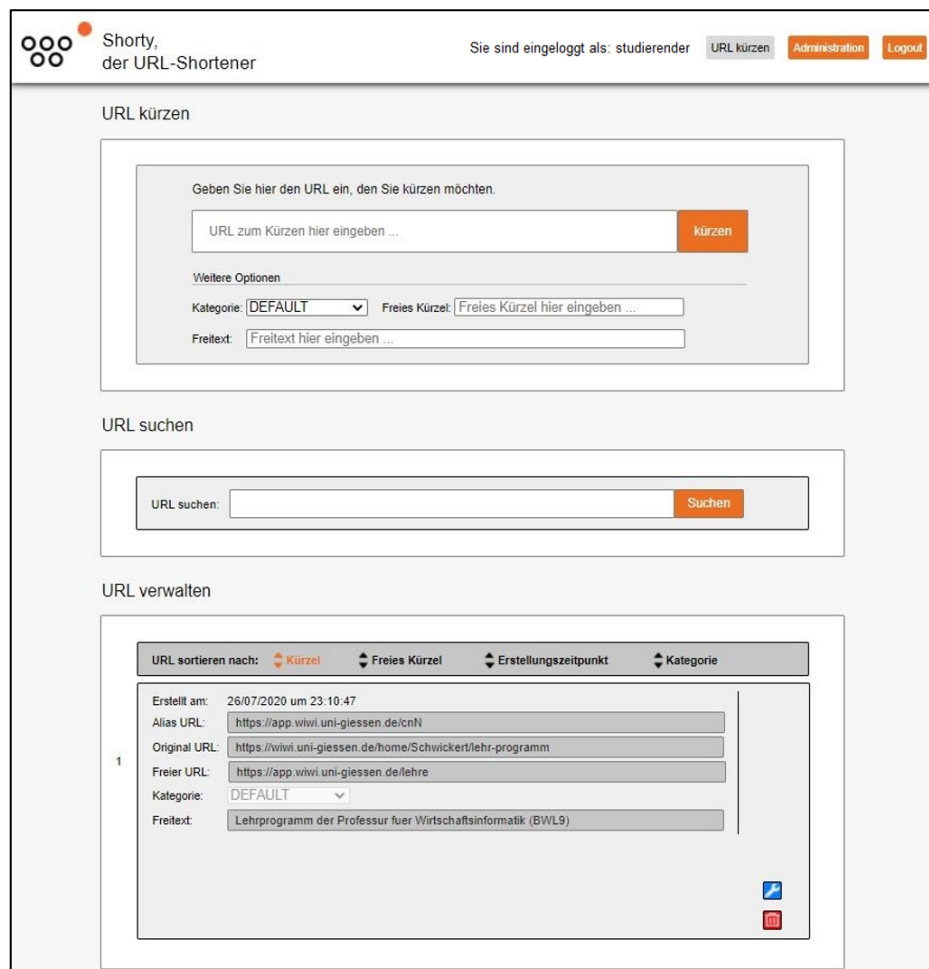 Shorty,
der URL-Shortener
Sie sind eingeloggt als: studierender URL kürzen Administration Logout
URL kürzen
Geben Sie hier den URL ein, den Sie kürzen möchten.
URL zum Kürzen hier eingeben ... kürzen
Weitere Optionen
Kategorie: DEFAULT Freies Kürzel: Freies Kürzel hier eingeben ...
Freitext: Freitext hier eingeben ...
URL suchen
URL suchen: Suchen
URL verwalten
URL sortieren nach: Kürzel Freies Kürzel Erstellungszeitpunkt Kategorie
Erstellt am: 26/07/2020 um 23:10:47
Alias URL: https://app.wiwi.uni-giessen.de/cnN
Original URL: https://wiwi.uni-giessen.de/home/Schwickert/lehr-programm
1
Freier URL: https://app.wiwi.uni-giessen.de/lehre
Kategorie: DEFAULT
Freitext: Lehrprogramm der Professur fuer Wirtschaftsinformatik (BWL9)